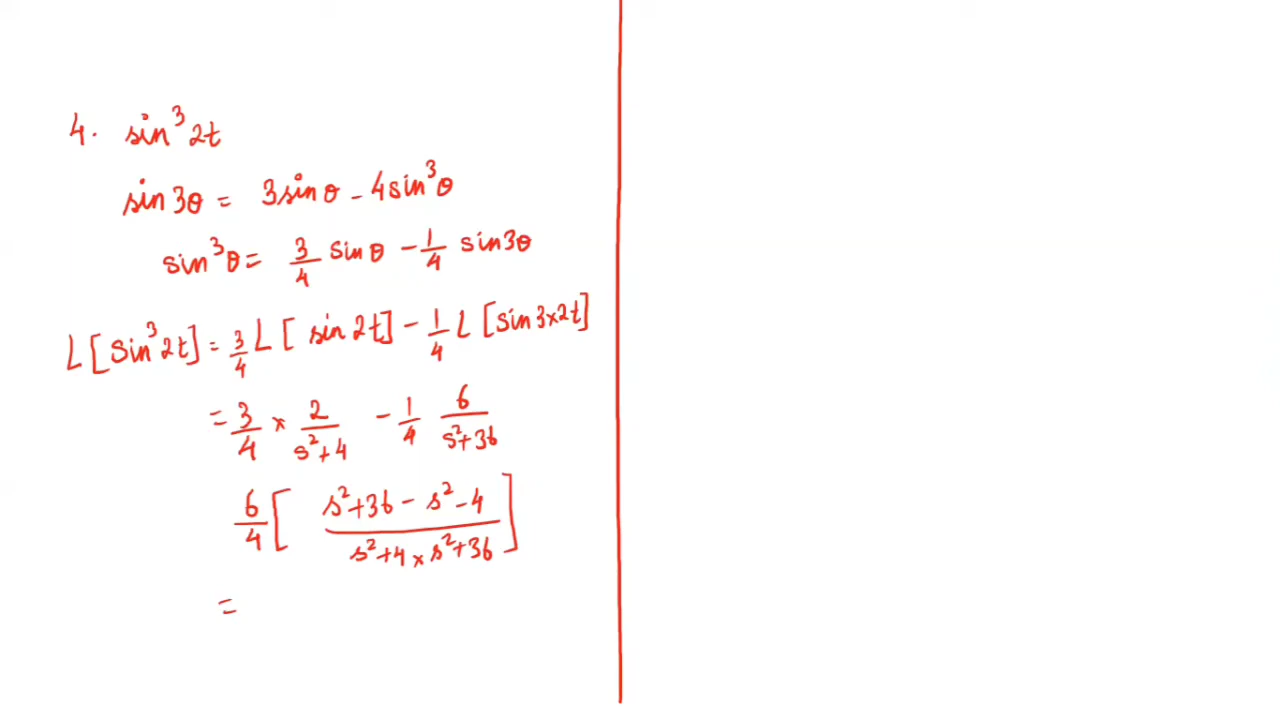 4. sin³2t
sin3θ = 3sinθ - 4sin³θ
sin³θ = 3/4 sinθ - 1/4 sin3θ
L[sin³2t] = 3/4 L[sin2t] - 1/4 L[sin3×2t]
= 3/4 × 2/s²+4 - 1/4 6/s²+36
6/4 [s²+36 - s²-4 / s²+4 × s²+36]
=